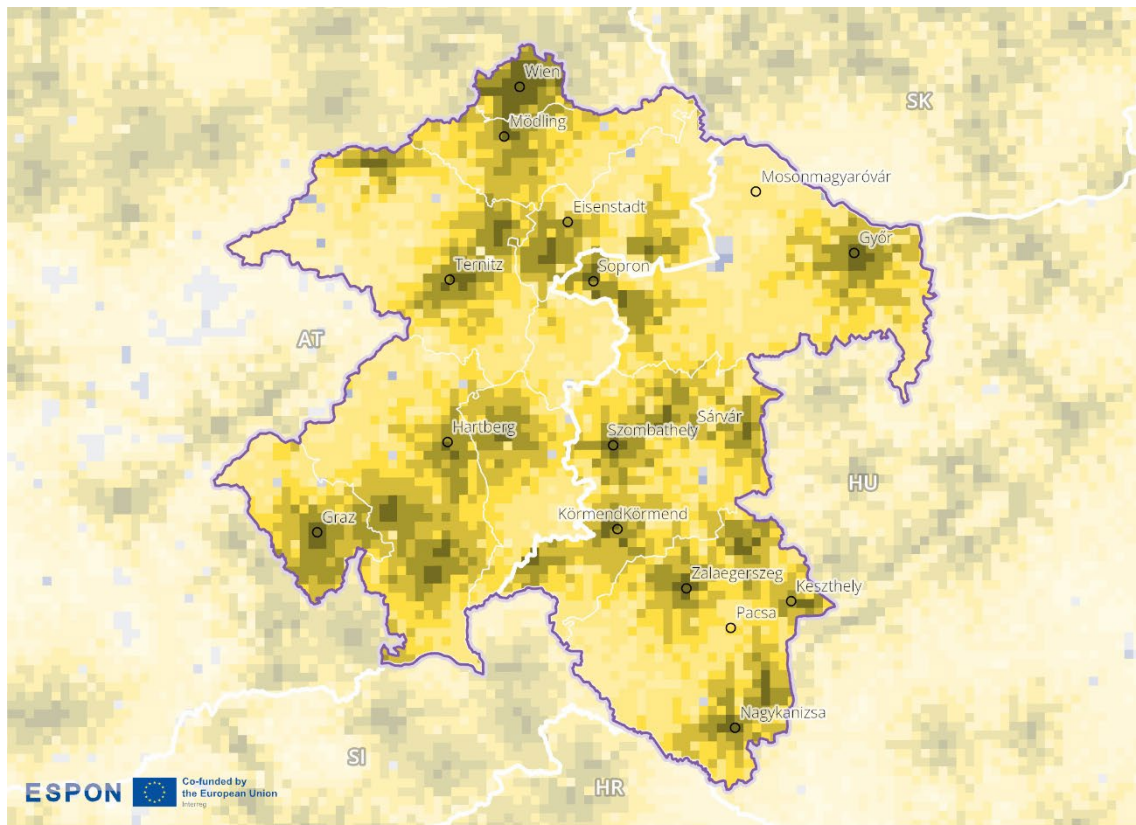 Wien
SK
Mödling
Mosonmagyaróvár
Eisenstadt
Győr
Ternitz
Sopron
AT
Sárvár
Hartberg
Szombathely
HU
KörmendKörmend
Graz
Zalaegerszeg
Keszthely
Pacsa
Nagykanizsa
SI
HR
ESPON
Co-funded by
the European Union
Interreg